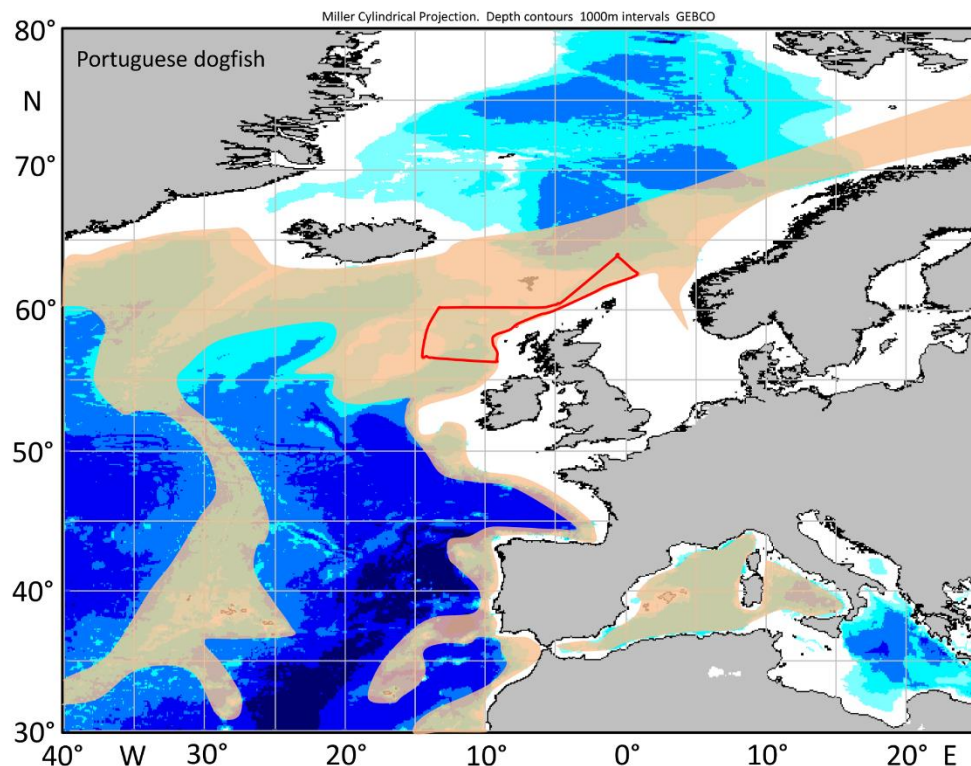 Miller Cylindrical Projection. Depth contours 1000m intervals GEBCO
80°
Portuguese dogfish
N
70°
60°
50°
40°
30°
40° W 30° 20° 10° 0° 10° 20° E